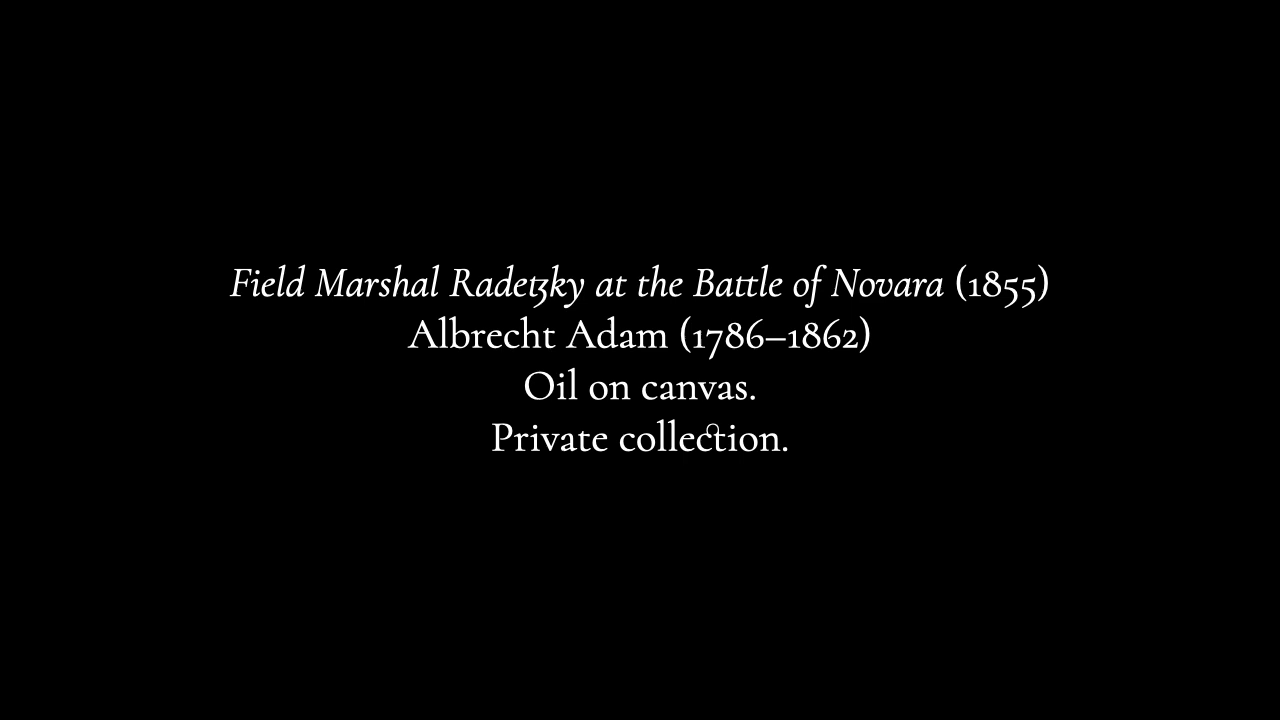 Field Marshal Radetzky at the Battle of Novara (1855)
Albrecht Adam (1786–1862)
Oil on canvas.
Private collection.